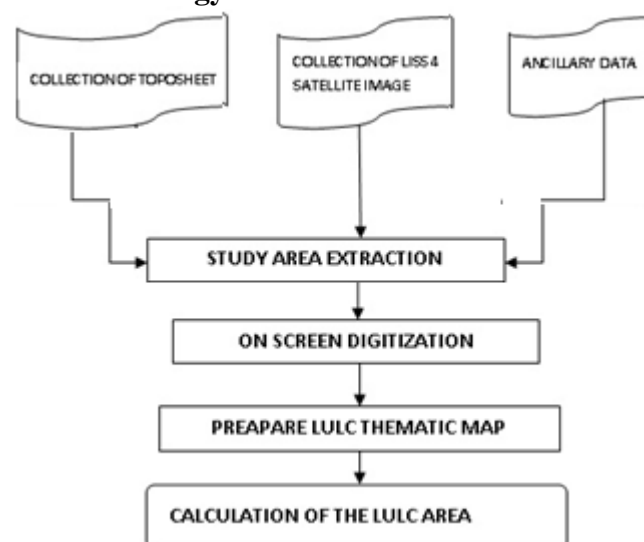 COLLECTION OF TOPOSHEET
COLLECTION OF LISS 4
SATELLITE IMAGE
ANCILLARY DATA
STUDY AREA EXTRACTION
ON SCREEN DIGITIZATION
PREAPARE LULC THEMATIC MAP
CALCULATION OF THE LULC AREA